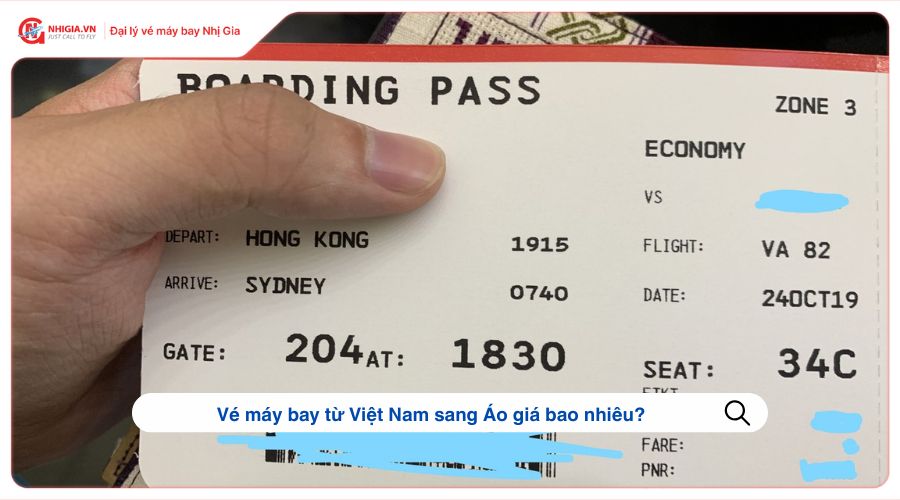 NHIGIA.VN
JUST CALL TO FLY
Đại lý vé máy bay Nhị Gia
BOARDING PASS
ZONE 3
ECONOMY
VS
DEPART: HONG KONG 1915
FLIGHT: VA 82
ARRIVE: SYDNEY 0740
DATE: 24OCT19
GATE: 204 AT: 1830
SEAT: 34C
Vé máy bay từ Việt Nam sang Áo giá bao nhiêu?
FARE:
PNR: